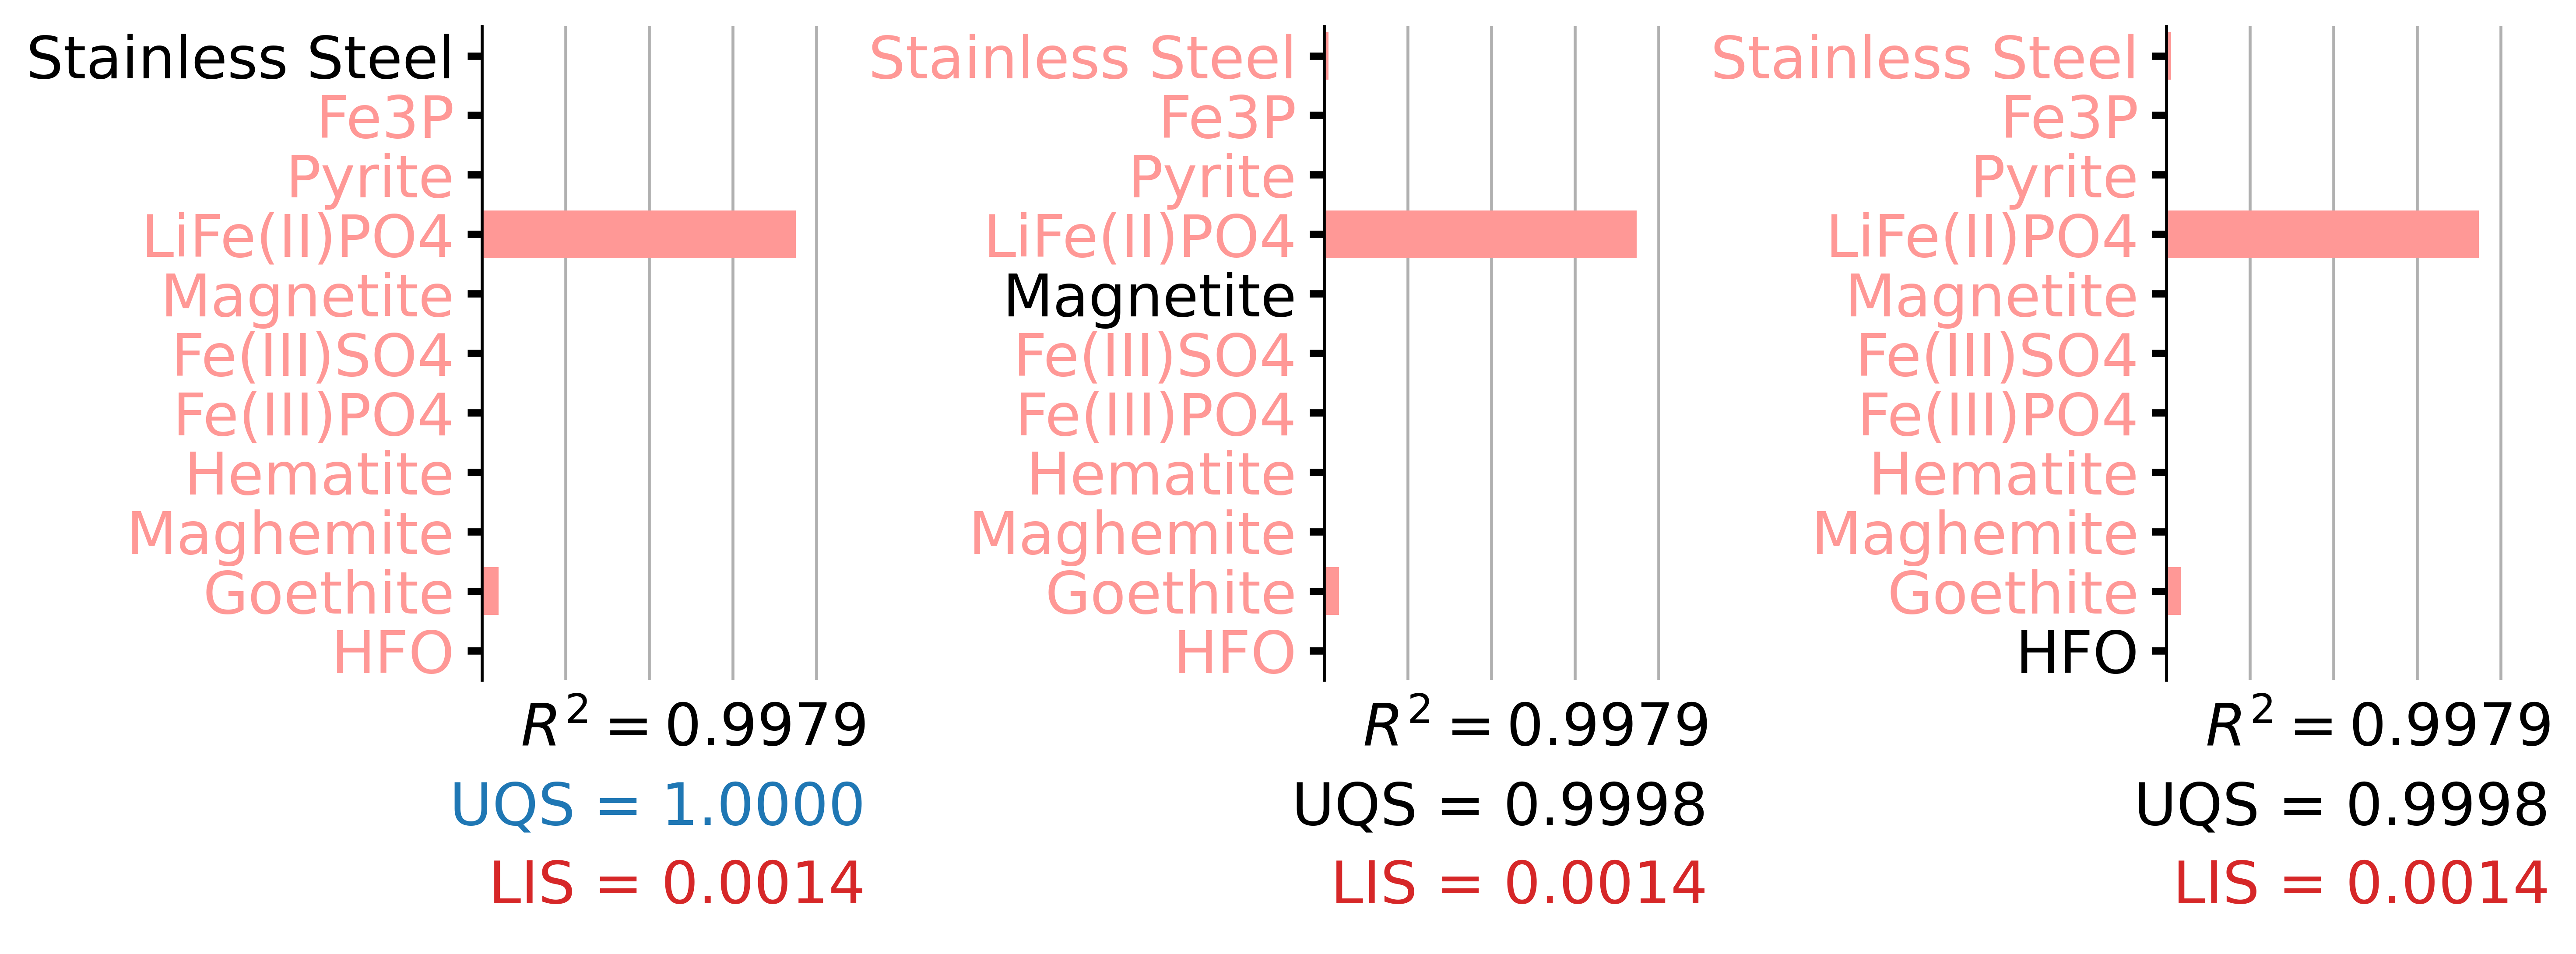 Stainless Steel
Fe3P
Pyrite
LiFe(II)PO4
Magnetite
Fe(III)SO4
Fe(III)PO4
Hematite
Maghemite
Goethite
HFO
R² = 0.9979
UQS = 1.0000
LIS = 0.0014
Stainless Steel
Fe3P
Pyrite
LiFe(II)PO4
Magnetite
Fe(III)SO4
Fe(III)PO4
Hematite
Maghemite
Goethite
HFO
R² = 0.9979
UQS = 0.9998
LIS = 0.0014
Stainless Steel
Fe3P
Pyrite
LiFe(II)PO4
Magnetite
Fe(III)SO4
Fe(III)PO4
Hematite
Maghemite
Goethite
HFO
R² = 0.9979
UQS = 0.9998
LIS = 0.0014